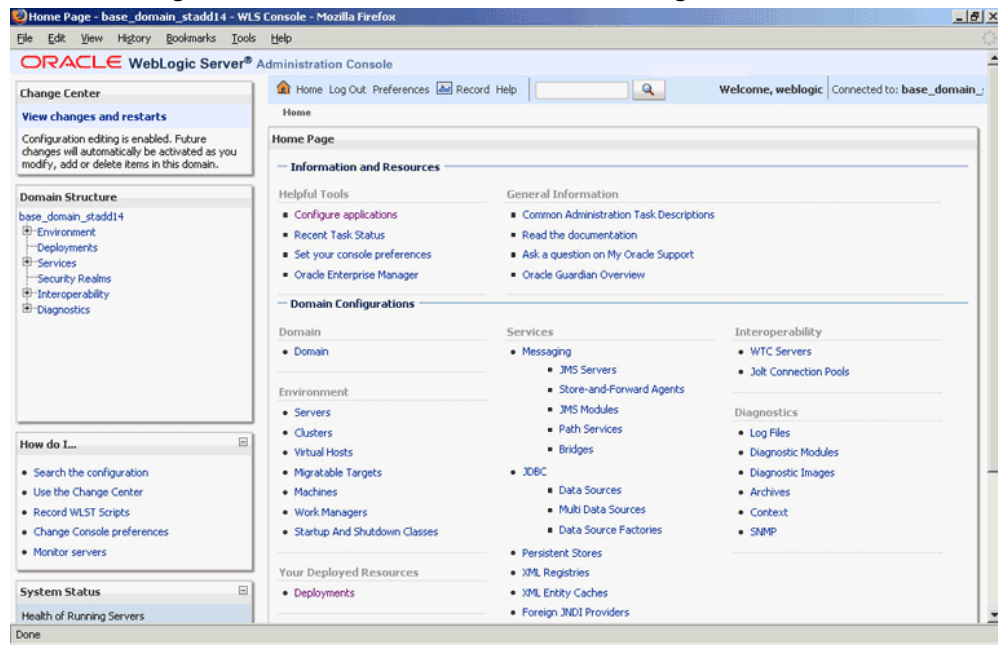 Home Page - base_domain_stadd14 - WLS Console - Mozilla Firefox
File Edit View History Bookmarks Tools Help
ORACLE WebLogic Server® Administration Console
Change Center
View changes and restarts
Configuration editing is enabled. Future
changes will automatically be activated as you
modify, add or delete items in this domain.
Domain Structure
base_domain_stadd14
Environment
Deployments
Services
Security Realms
Interoperability
Diagnostics
How do I...
Search the configuration
Use the Change Center
Record WLST Scripts
Change Console preferences
Monitor servers
System Status
Health of Running Servers
Home Log Out Preferences Record Help
Welcome, weblogic Connected to: base_domain_
Home
Home Page
Information and Resources
Helpful Tools
Configure applications
Recent Task Status
Set your console preferences
Oracle Enterprise Manager
General Information
Common Administration Task Descriptions
Read the documentation
Ask a question on My Oracle Support
Oracle Guardian Overview
Domain Configurations
Domain
Domain
Environment
Servers
Clusters
Virtual Hosts
Migratable Targets
Machines
Work Managers
Startup And Shutdown Classes
Your Deployed Resources
Deployments
Services
Messaging
JMS Servers
Store-and-Forward Agents
JMS Modules
Path Services
Bridges
JDBC
Data Sources
Multi Data Sources
Data Source Factories
Persistent Stores
XML Registries
XML Entity Caches
Foreign JNDI Providers
Interoperability
WTC Servers
Jolt Connection Pools
Diagnostics
Log Files
Diagnostic Modules
Diagnostic Images
Archives
Context
SNMP
Done